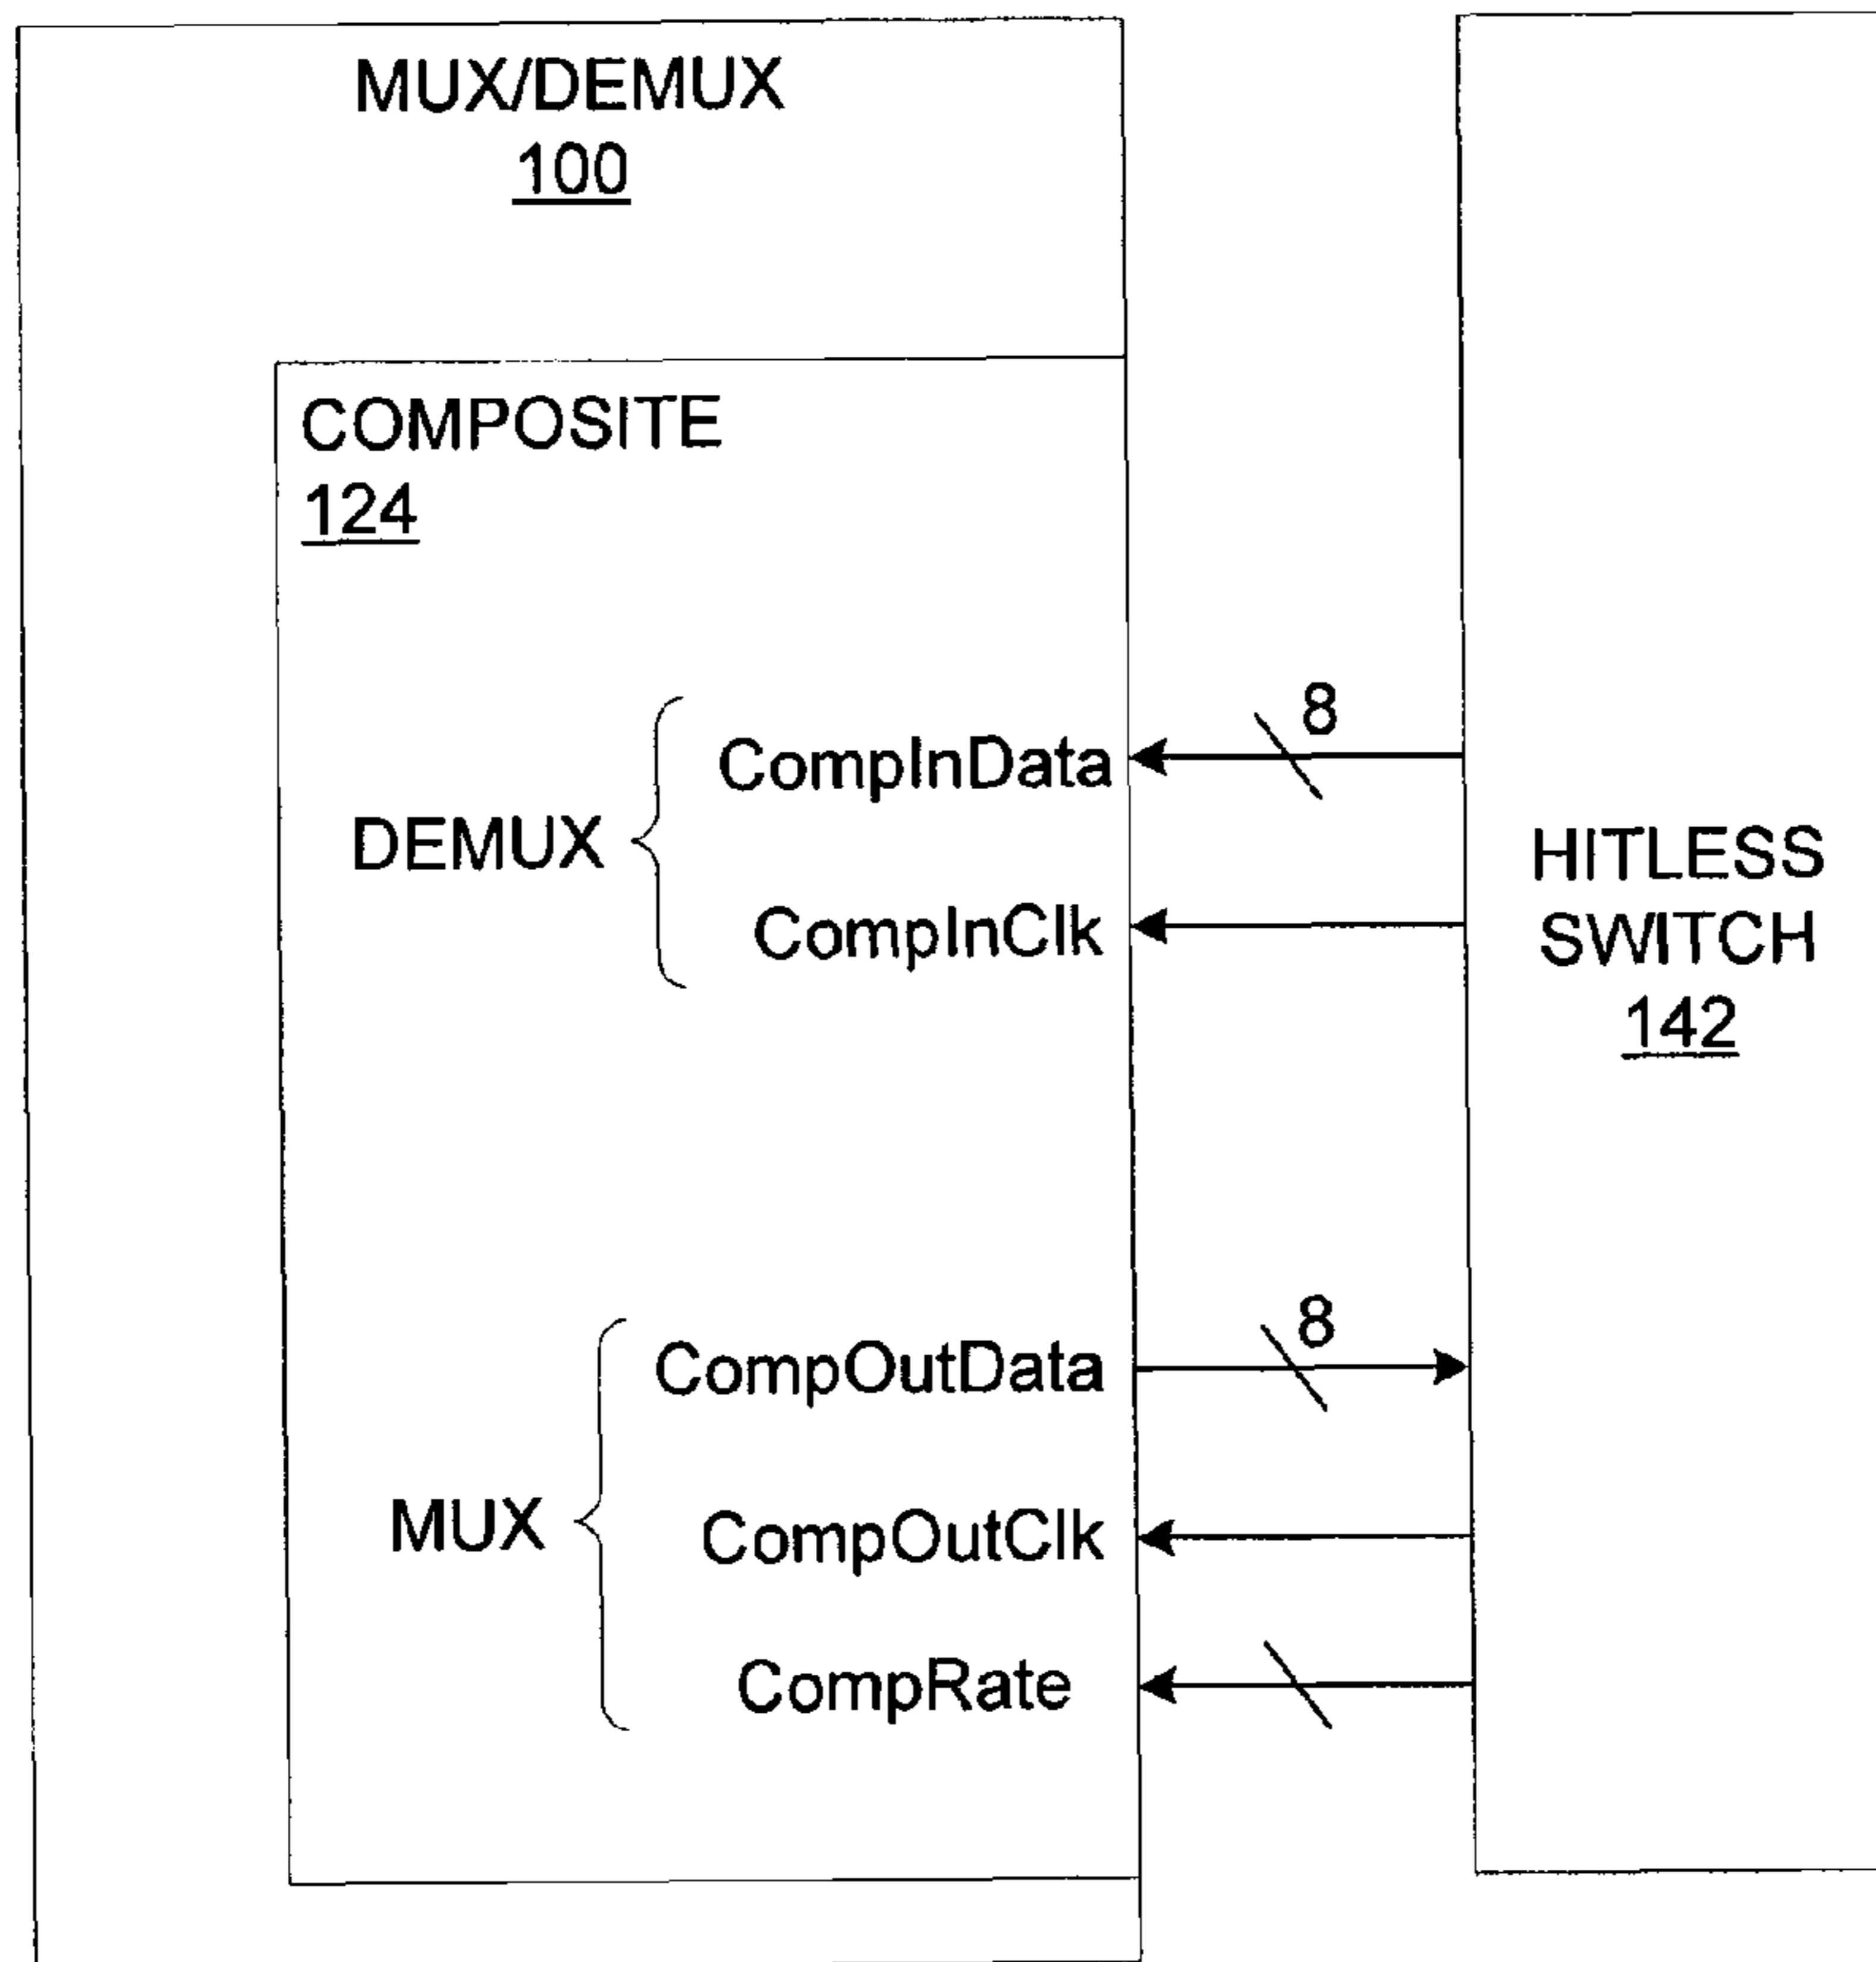 MUX/DEMUX
100
COMPOSITE
124
8
CompInData
DEMUX
CompInClk
HITLESS
SWITCH
142
8
CompOutData
MUX
CompOutClk
CompRate